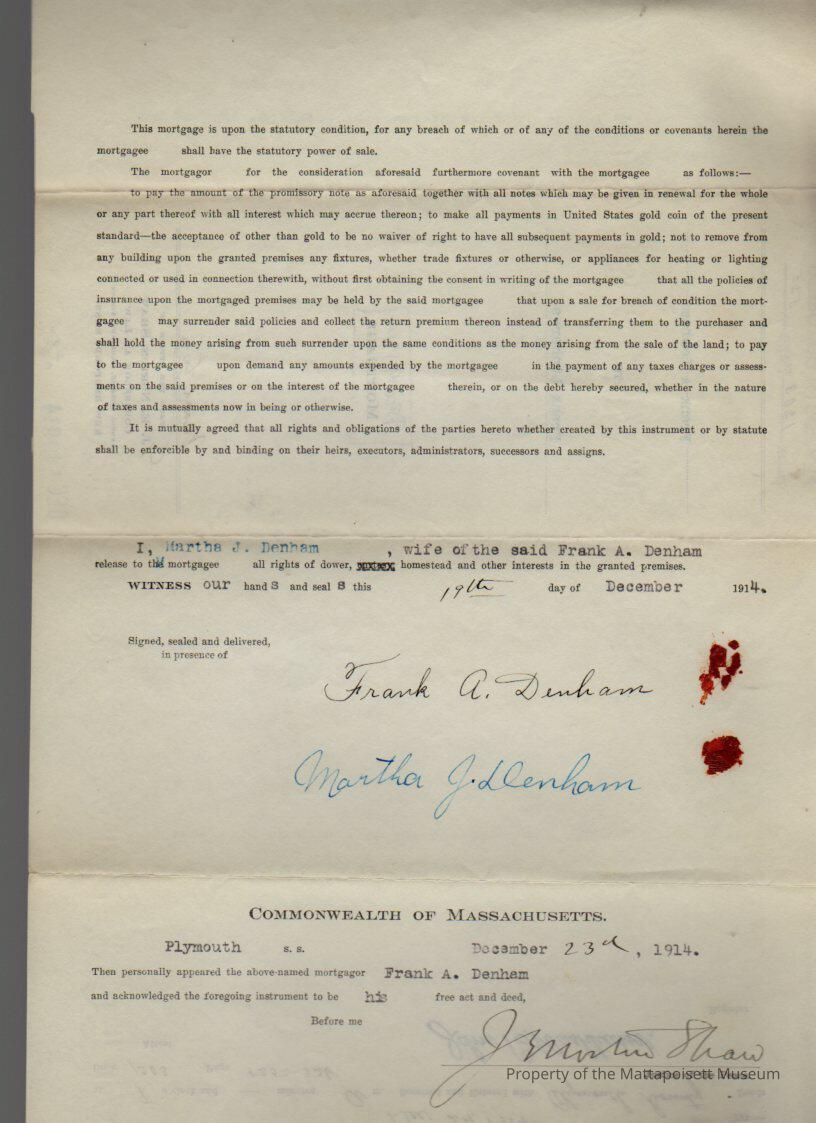 This mortgage is upon the statutory condition, for any breach of which or of any of the conditions or covenants herein the
mortgagee shall have the statutory power of sale.
The mortgagor for the consideration aforesaid furthermore covenant with the mortgagee as follows:—
to pay the amount of the promissory note as aforesaid together with all notes which may be given in renewal for the whole
or any part thereof with all interest which may accrue thereon; to make all payments in United States gold coin of the present
standard—the acceptance of other than gold to be no waiver of right to have all subsequent payments in gold; not to remove from
any building upon the granted premises any fixtures, whether trade fixtures or otherwise, or appliances for heating or lighting
connected or used in connection therewith, without first obtaining the consent in writing of the mortgagee that all the policies of
insurance upon the mortgaged premises may be held by the said mortgagee that upon a sale for breach of condition the mort-
gagee may surrender said policies and collect the return premium thereon instead of transferring them to the purchaser and
shall hold the money arising from such surrender upon the same conditions as the money arising from the sale of the land; to pay
to the mortgagee upon demand any amounts expended by the mortgagee in the payment of any taxes charges or assess-
ments on the said premises or on the interest of the mortgagee therein, or on the debt hereby secured, whether in the nature
of taxes and assessments now in being or otherwise.
It is mutually agreed that all rights and obligations of the parties hereto whether created by this instrument or by statute
shall be enforcible by and binding on their heirs, executors, administrators, successors and assigns.
I, Martha J. Denham , wife of the said Frank A. Denham
release to the mortgagee all rights of dower, homestead and other interests in the granted premises.
WITNESS our hand s and seal s this 19th day of December 1914.
Signed, sealed and delivered,
in presence of
Frank A. Denham
Martha J. Denham
COMMONWEALTH OF MASSACHUSETTS.
Plymouth s. s. December 23d, 1914.
Then personally appeared the above-named mortgagor Frank A. Denham
and acknowledged the foregoing instrument to be his free act and deed,
Before me
Shaw
Property of the Mattapoisett Museum